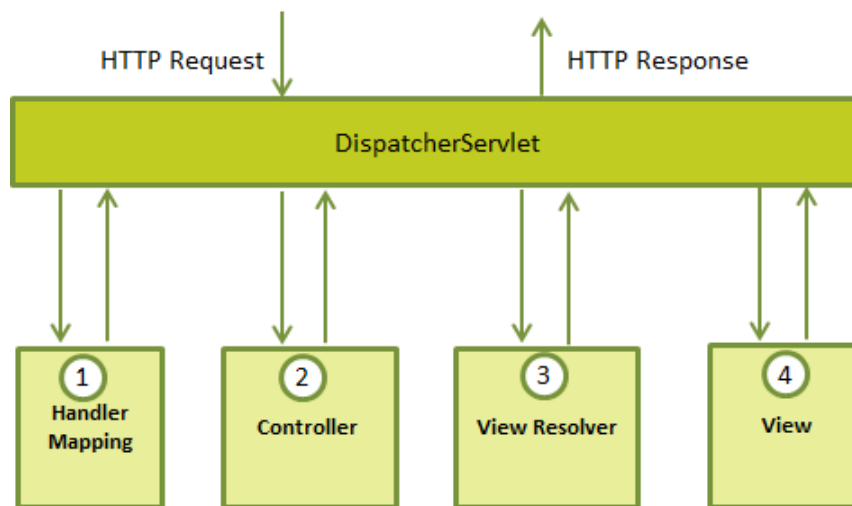 HTTP Request
HTTP Response
DispatcherServlet
1
Handler
Mapping
2
Controller
3
View Resolver
4
View